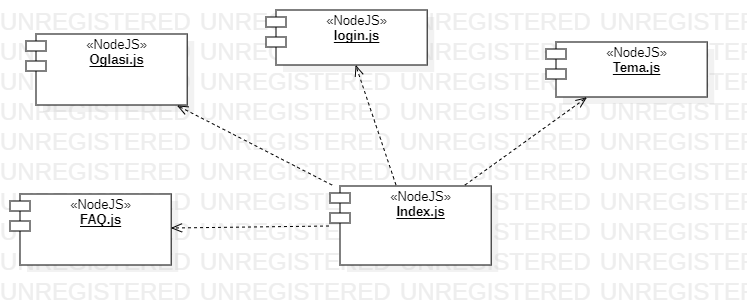 «NodeJS»
login.js
«NodeJS»
Oglasi.js
«NodeJS»
Tema.js
«NodeJS»
FAQ.js
«NodeJS»
Index.js
UNREGISTERED UNREGISTERED UNREGISTERED UNREGISTERED